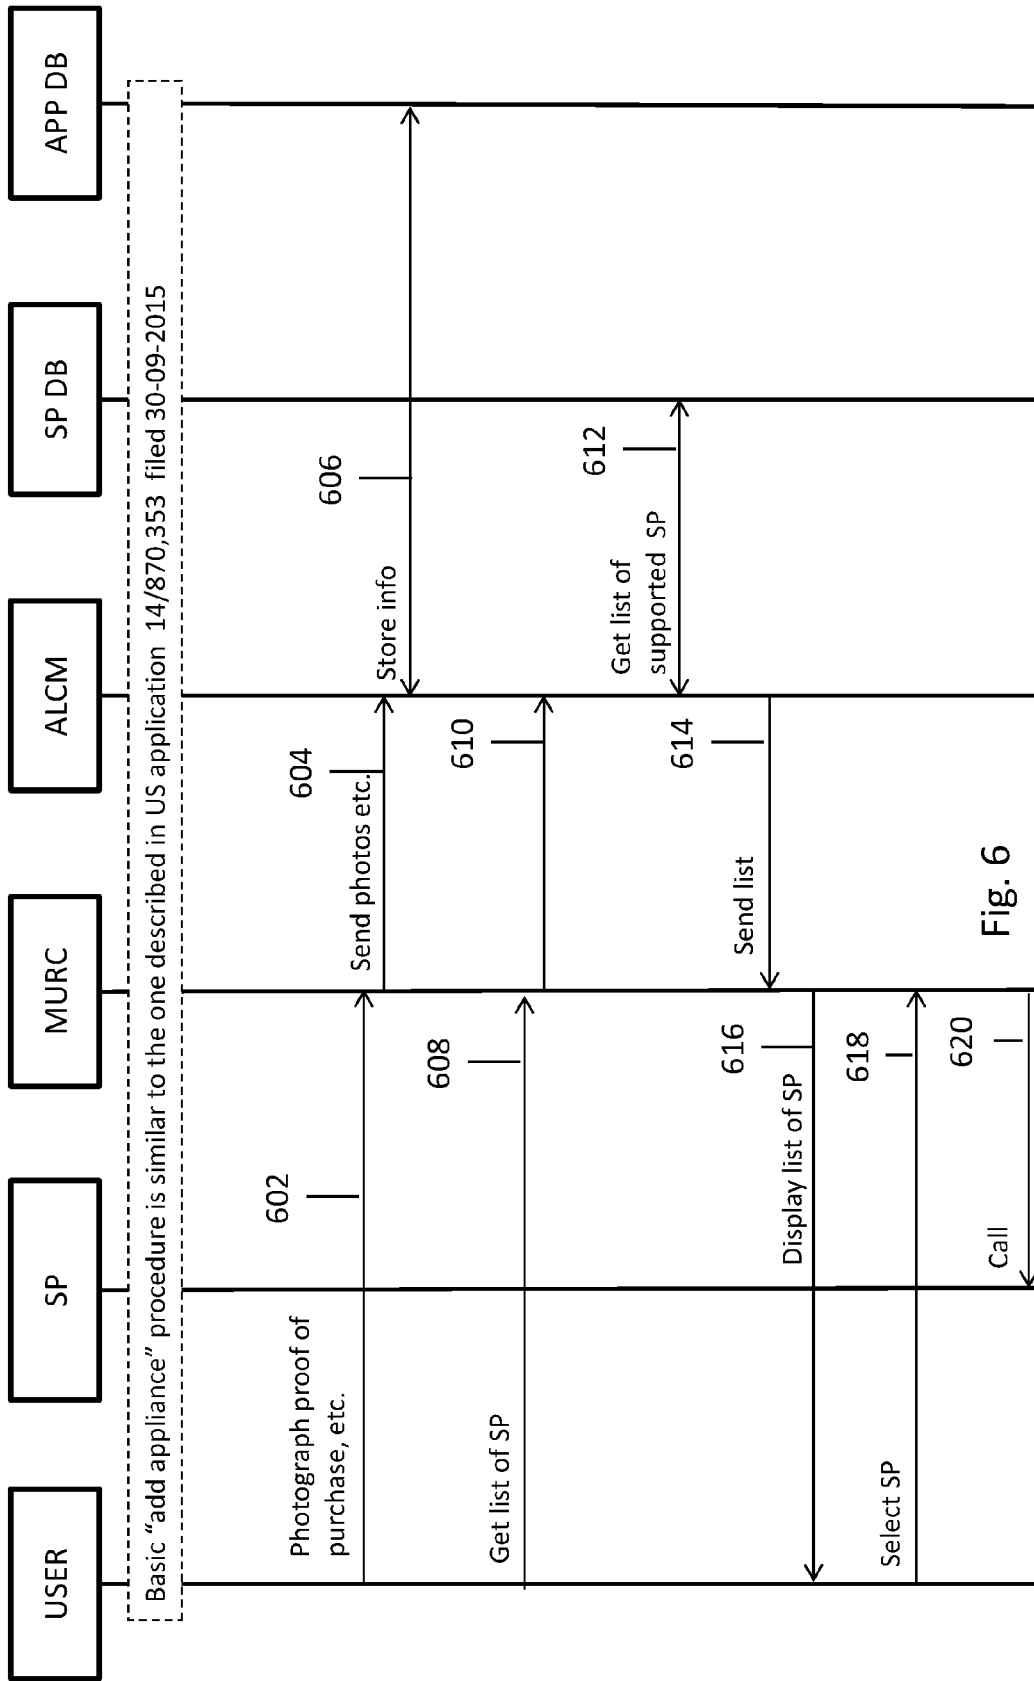 USER
SP
MURC
ALCM
SP DB
APP DB
Basic “add appliance” procedure is similar to the one described in US application 14/870,353 filed 30-09-2015
Photograph proof of
purchase, etc.
602
604
Send photos etc.
Store info
606
Get list of SP
608
610
Get list of
supported SP
612
614
Send list
616
Display list of SP
Select SP
618
Call
620
Fig. 6